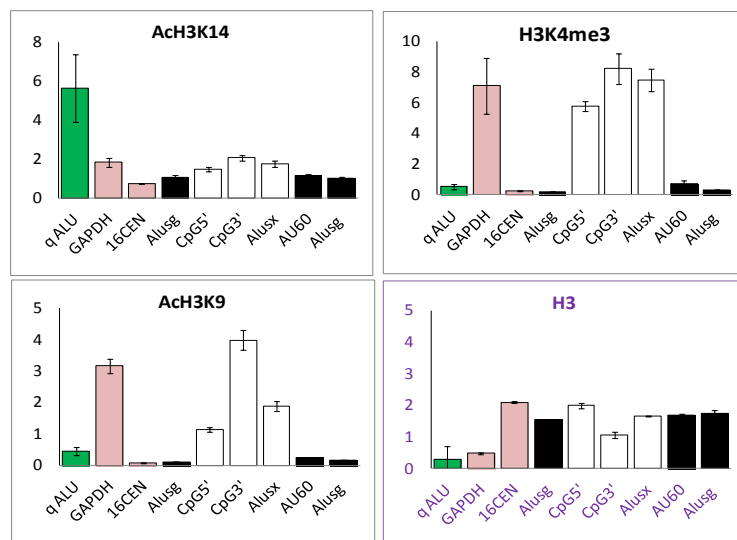 AcH3K14
8
6
4
2
0
q ALU GAPDH 16CEN Alusg CpG5' CpG3' Alusx AU60 Alusg
H3K4me3
10
8
6
4
2
0
q ALU GAPDH 16CEN Alusg CpG5' CpG3' Alusx AU60 Alusg
AcH3K9
5
4
3
2
1
0
q ALU GAPDH 16CEN Alusg CpG5' CpG3' Alusx AU60 Alusg
H3
5
4
3
2
1
0
q ALU GAPDH 16CEN Alusg CpG5' CpG3' Alusx AU60 Alusg